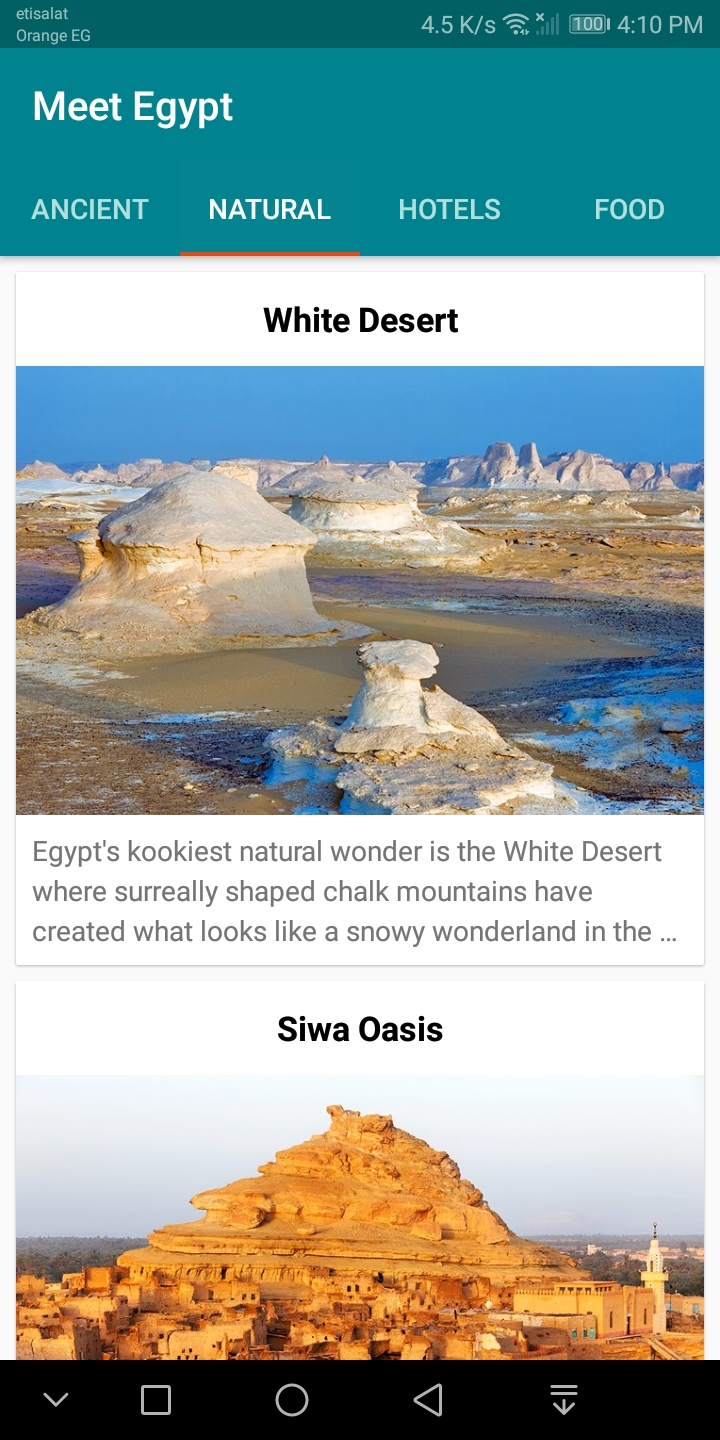 etisalat
Orange EG
4.5 K/s 100 4:10 PM
Meet Egypt
ANCIENT NATURAL HOTELS FOOD
White Desert
Egypt's kookiest natural wonder is the White Desert
where surreally shaped chalk mountains have
created what looks like a snowy wonderland in the ...
Siwa Oasis